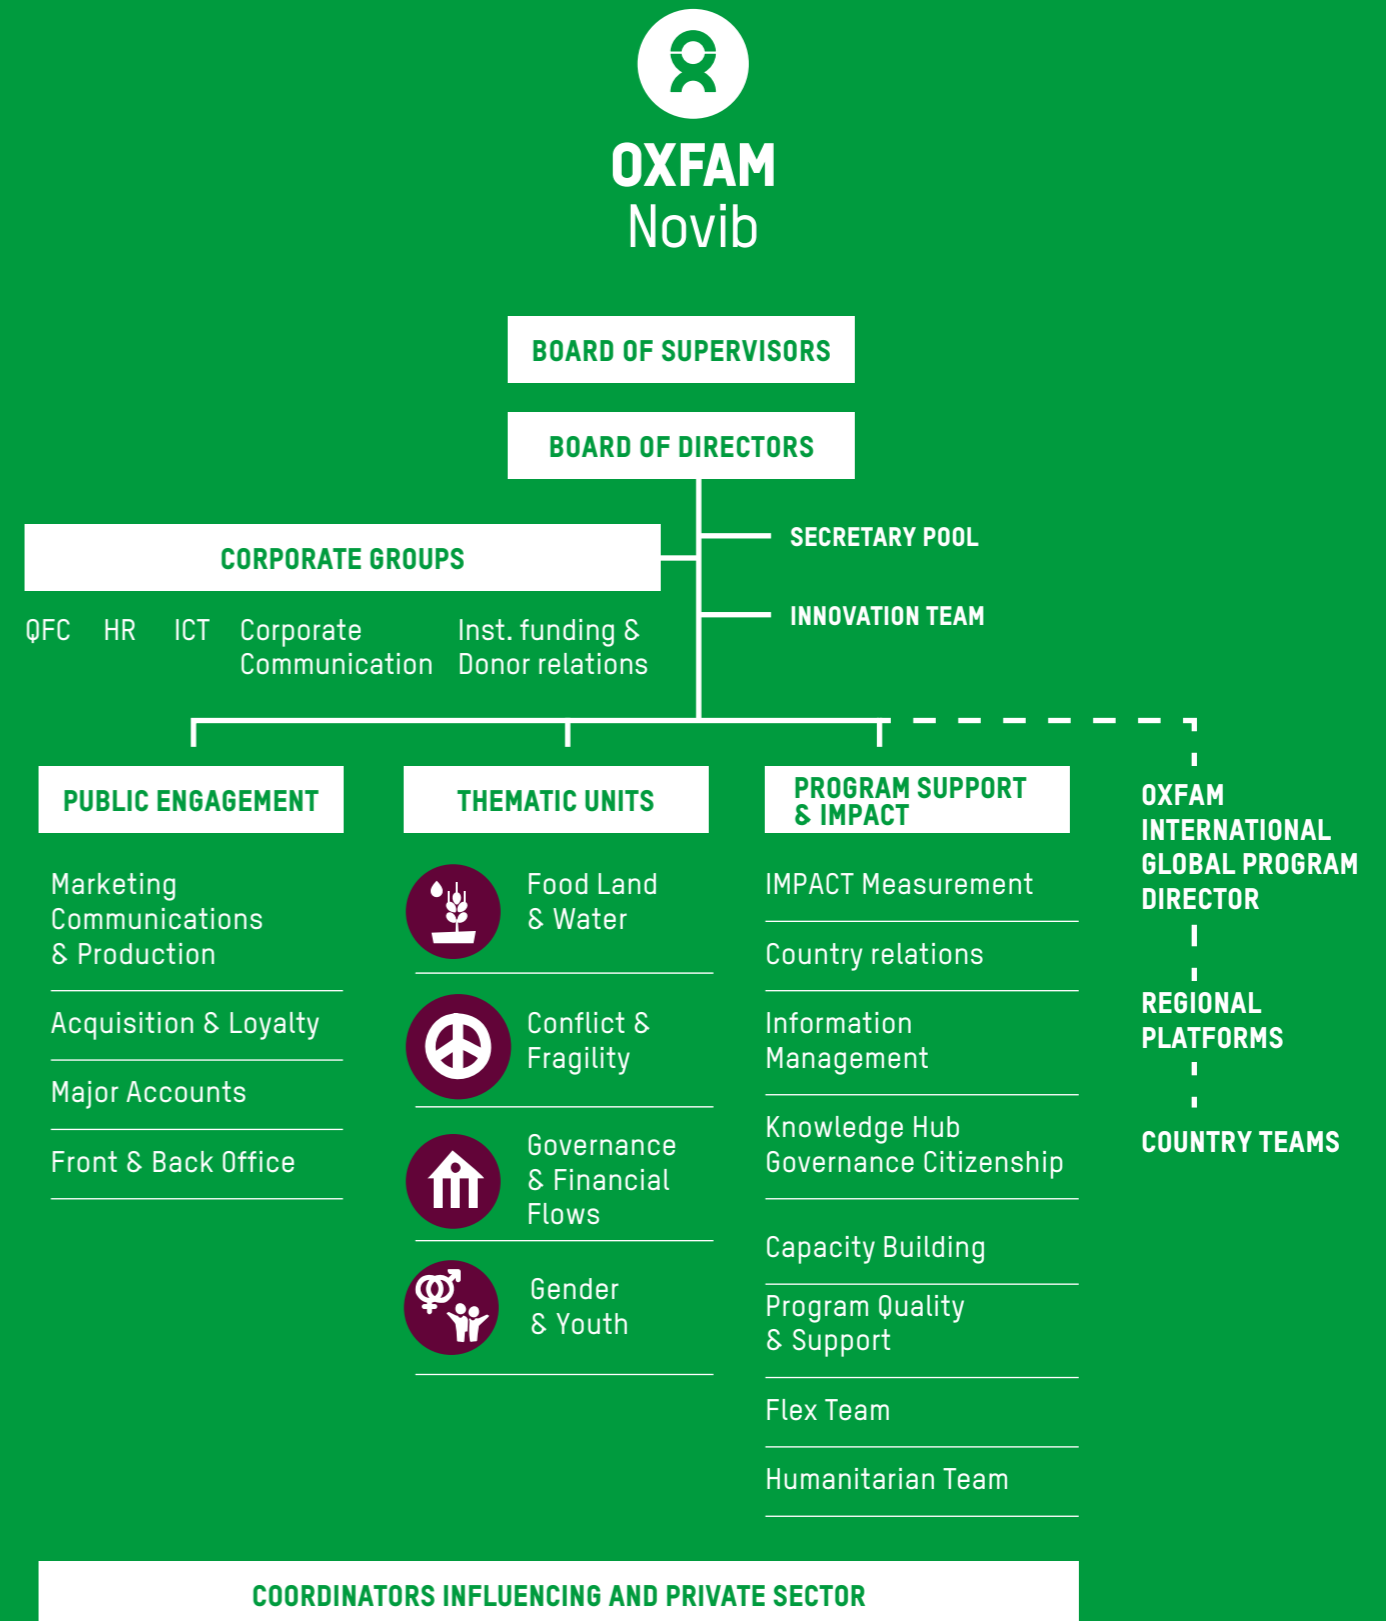 OXFAM
Novib
BOARD OF SUPERVISORS
BOARD OF DIRECTORS
SECRETARY POOL
CORPORATE GROUPS
INNOVATION TEAM
QFC HR ICT Corporate Inst. funding &
Communication Donor relations
PUBLIC ENGAGEMENT
Marketing
Communications
& Production
Acquisition & Loyalty
Major Accounts
Front & Back Office
THEMATIC UNITS
Food Land
& Water
Conflict &
Fragility
Governance
& Financial
Flows
Gender
& Youth
PROGRAM SUPPORT
& IMPACT
IMPACT Measurement
Country relations
Information
Management
Knowledge Hub
Governance Citizenship
Capacity Building
Program Quality
& Support
Flex Team
Humanitarian Team
OXFAM
INTERNATIONAL
GLOBAL PROGRAM
DIRECTOR
REGIONAL
PLATFORMS
COUNTRY TEAMS
COORDINATORS INFLUENCING AND PRIVATE SECTOR